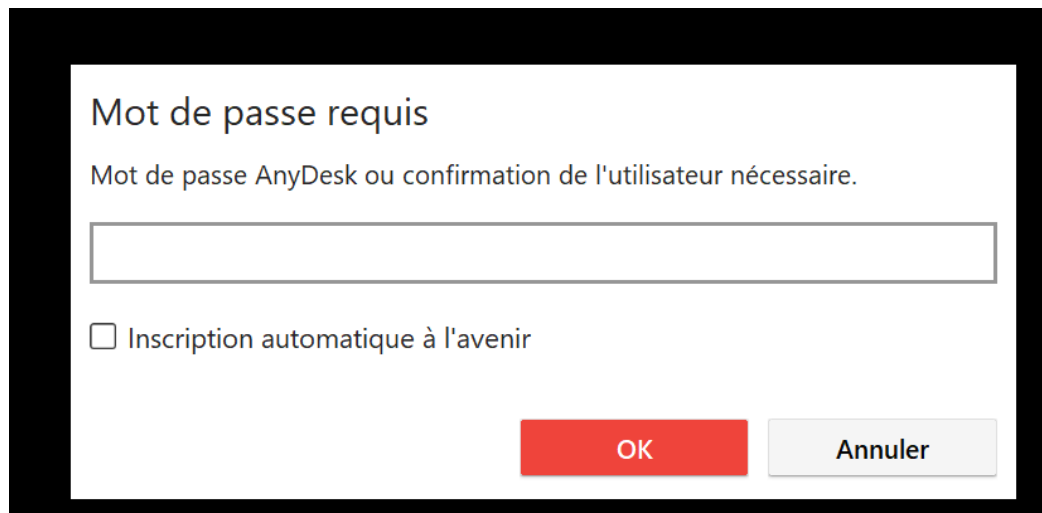 Mot de passe requis
Mot de passe AnyDesk ou confirmation de l'utilisateur nécessaire.
Inscription automatique à l'avenir
OK
Annuler